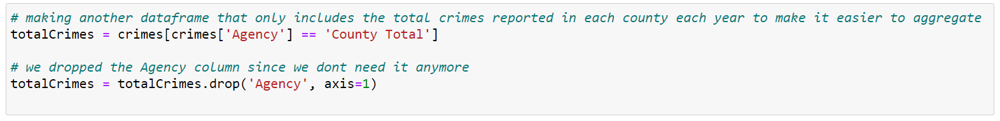 # making another dataframe that only includes the total crimes reported in each county each year to make it easier to aggregate
totalCrimes = crimes[crimes['Agency'] == 'County Total']
# we dropped the Agency column since we dont need it anymore
totalCrimes = totalCrimes.drop('Agency', axis=1)